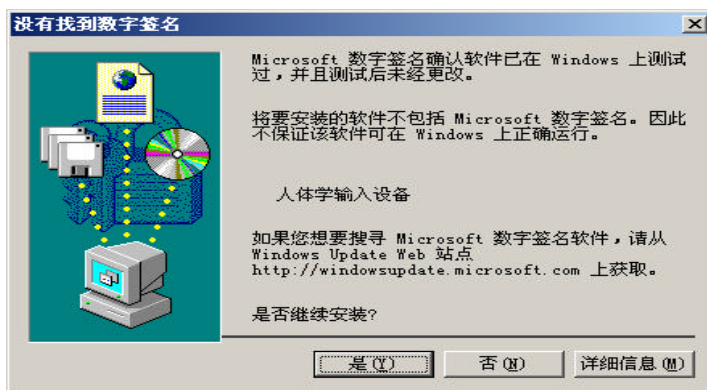 没有找到数字签名
Microsoft 数字签名确认软件已在 Windows 上测试
过，并且测试后未经更改。
将要安装的软件不包括 Microsoft 数字签名。因此
不保证该软件可在 Windows 上正确运行。
人体学输入设备
如果您想要搜寻 Microsoft 数字签名软件，请从
Windows Update Web 站点
http://windowsupdate.microsoft.com 上获取。
是否继续安装?
是(Y) 否(N) 详细信息(M)